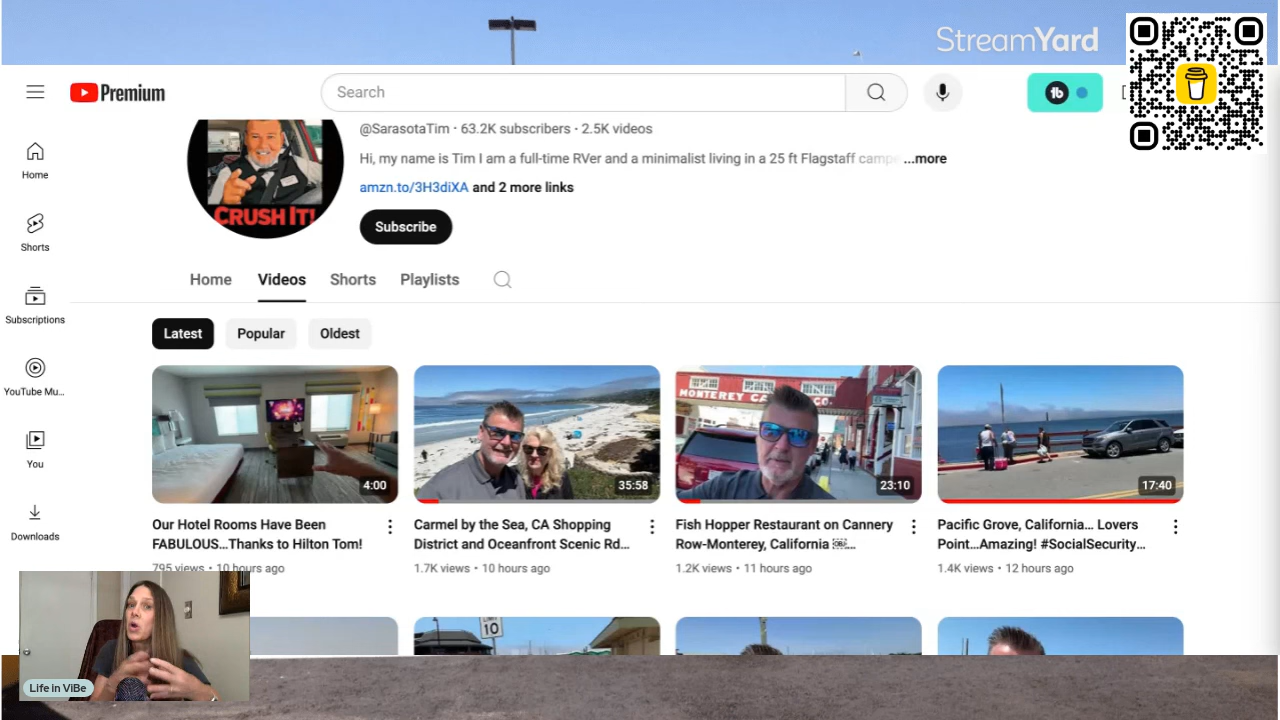 StreamYard
Premium
Search
@SarasotaTim · 63.2K subscribers · 2.5K videos
Hi, my name is Tim I am a full-time RVer and a minimalist living in a 25 ft Flagstaff campe ...more
amzn.to/3H3diXA and 2 more links
CRUSH IT!
Subscribe
Home
Shorts
Subscriptions
YouTube Mu...
You
Downloads
Home Videos Shorts Playlists
Latest Popular Oldest
4:00
35:58
MONTEREY CA CO.
23:10
17:40
Our Hotel Rooms Have Been
FABULOUS...Thanks to Hilton Tom!
795 views · 10 hours ago
Carmel by the Sea, CA Shopping
District and Oceanfront Scenic Rd...
1.7K views · 10 hours ago
Fish Hopper Restaurant on Cannery
Row-Monterey, California ...
1.2K views · 11 hours ago
Pacific Grove, California... Lovers
Point...Amazing! #SocialSecurity...
1.4K views · 12 hours ago
10
Life in ViBe